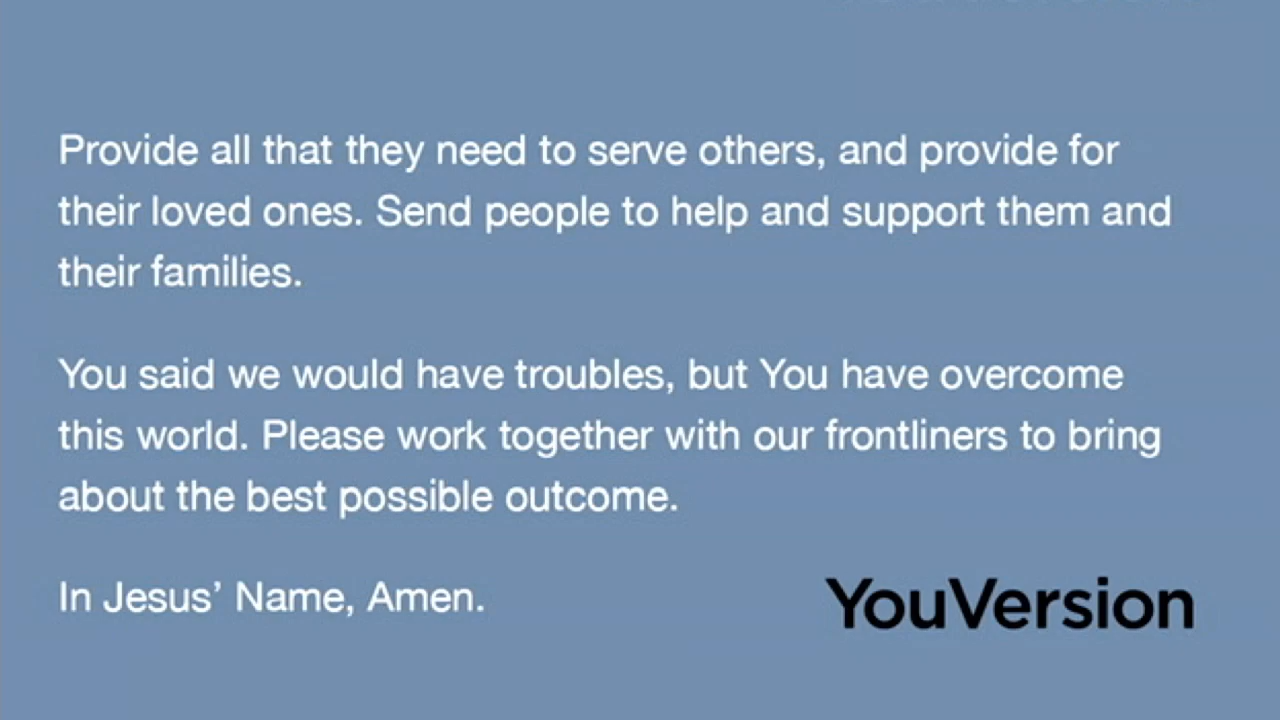 Provide all that they need to serve others, and provide for
their loved ones. Send people to help and support them and
their families.
You said we would have troubles, but You have overcome
this world. Please work together with our frontliners to bring
about the best possible outcome.
In Jesus’ Name, Amen.
YouVersion